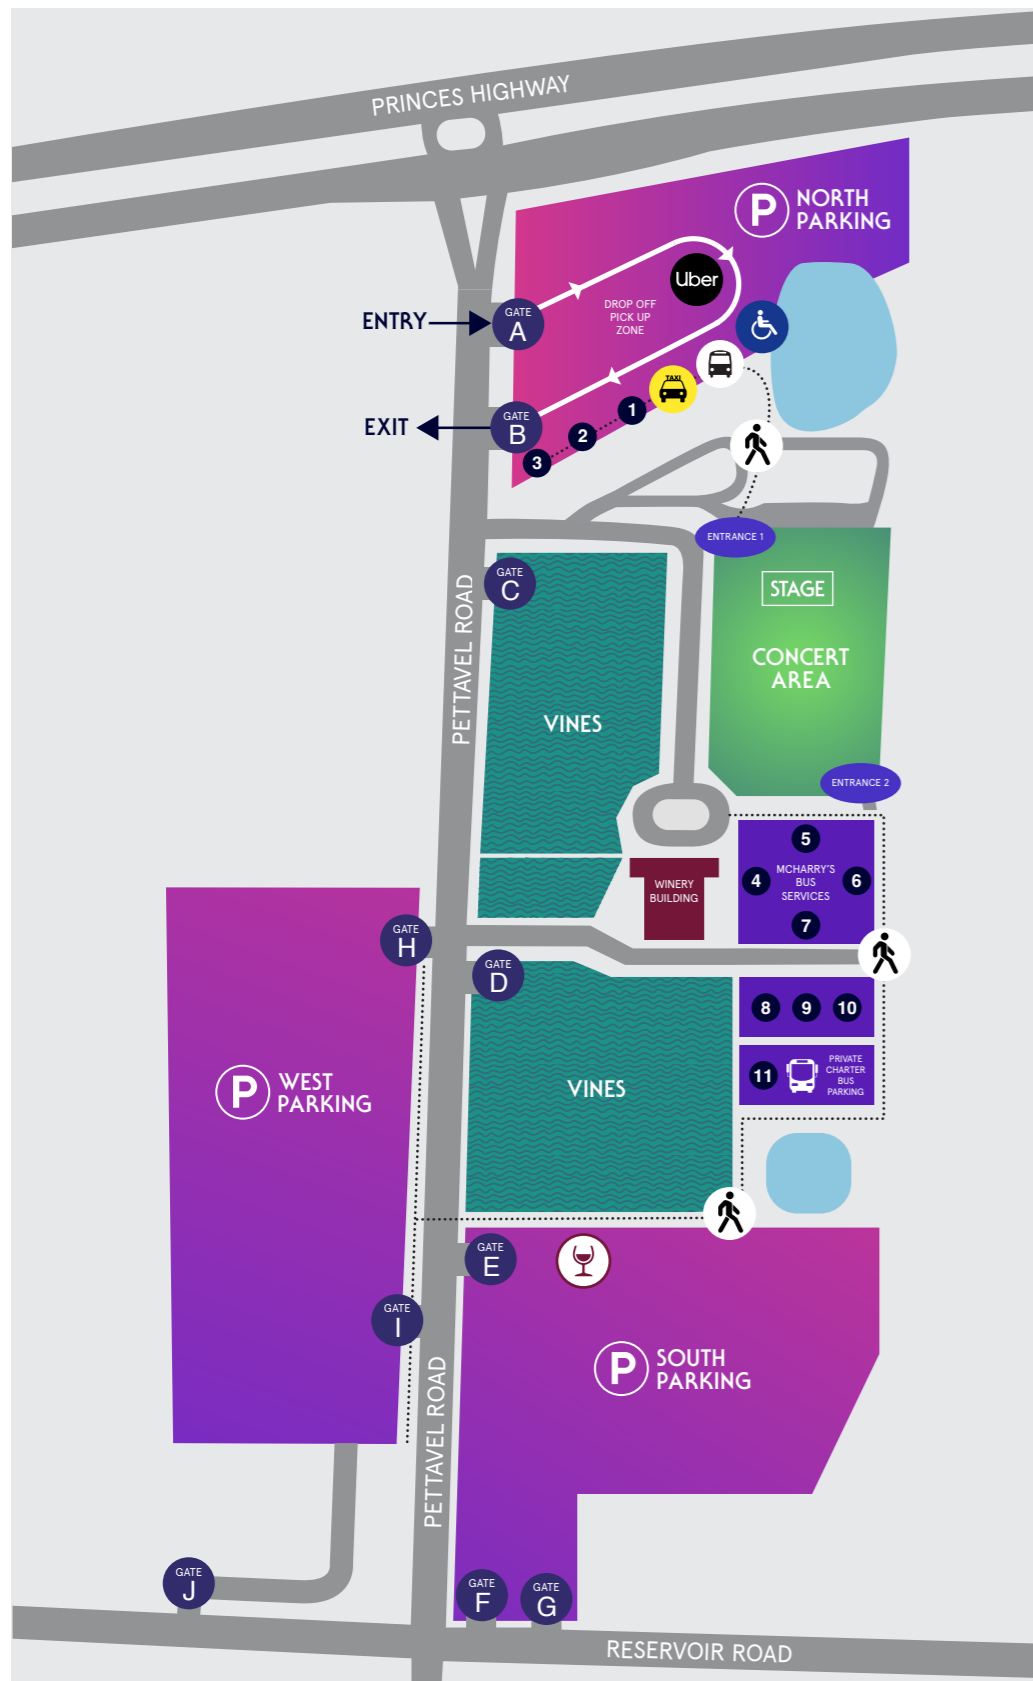 PRINCES HIGHWAY
P
NORTH
PARKING
Uber
DROP OFF
PICK UP
ZONE
GATE
A
ENTRY
TAXI
GATE
B
EXIT
1
2
3
ENTRANCE 1
GATE
C
STAGE
CONCERT
AREA
PETTAVEL ROAD
VINES
ENTRANCE 2
5
MCHARRY'S
BUS
SERVICES
4
6
7
WINERY
BUILDING
GATE
H
GATE
D
8
9
10
11
PRIVATE
CHARTER
BUS
PARKING
P
WEST
PARKING
VINES
GATE
E
GATE
I
P
SOUTH
PARKING
PETTAVEL ROAD
GATE
J
GATE
F
GATE
G
RESERVOIR ROAD